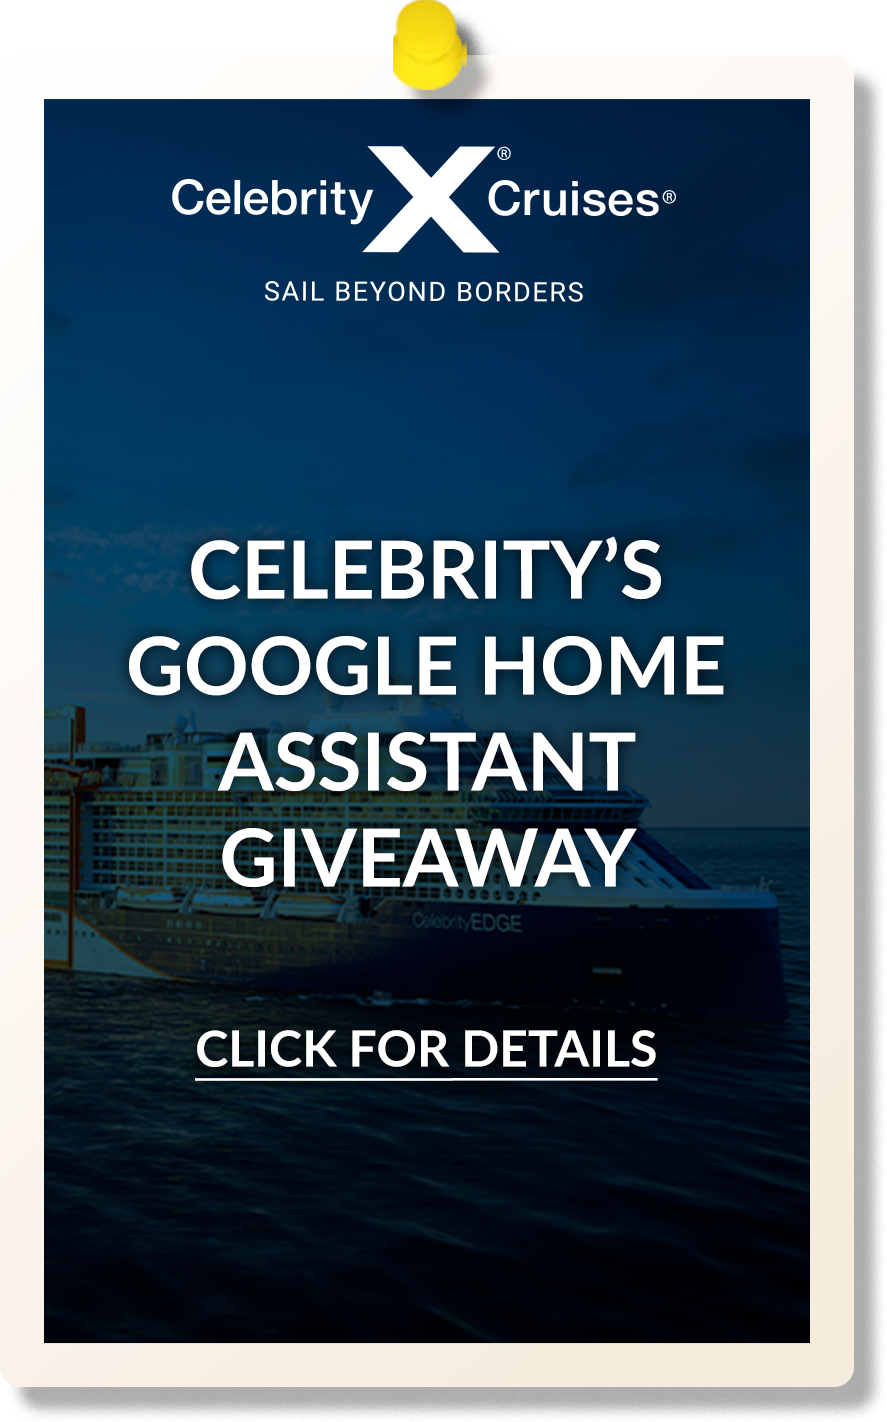 Celebrity X® Cruises®
SAIL BEYOND BORDERS
CELEBRITY’S
GOOGLE HOME
ASSISTANT
GIVEAWAY
CelebrityEDGE
CLICK FOR DETAILS